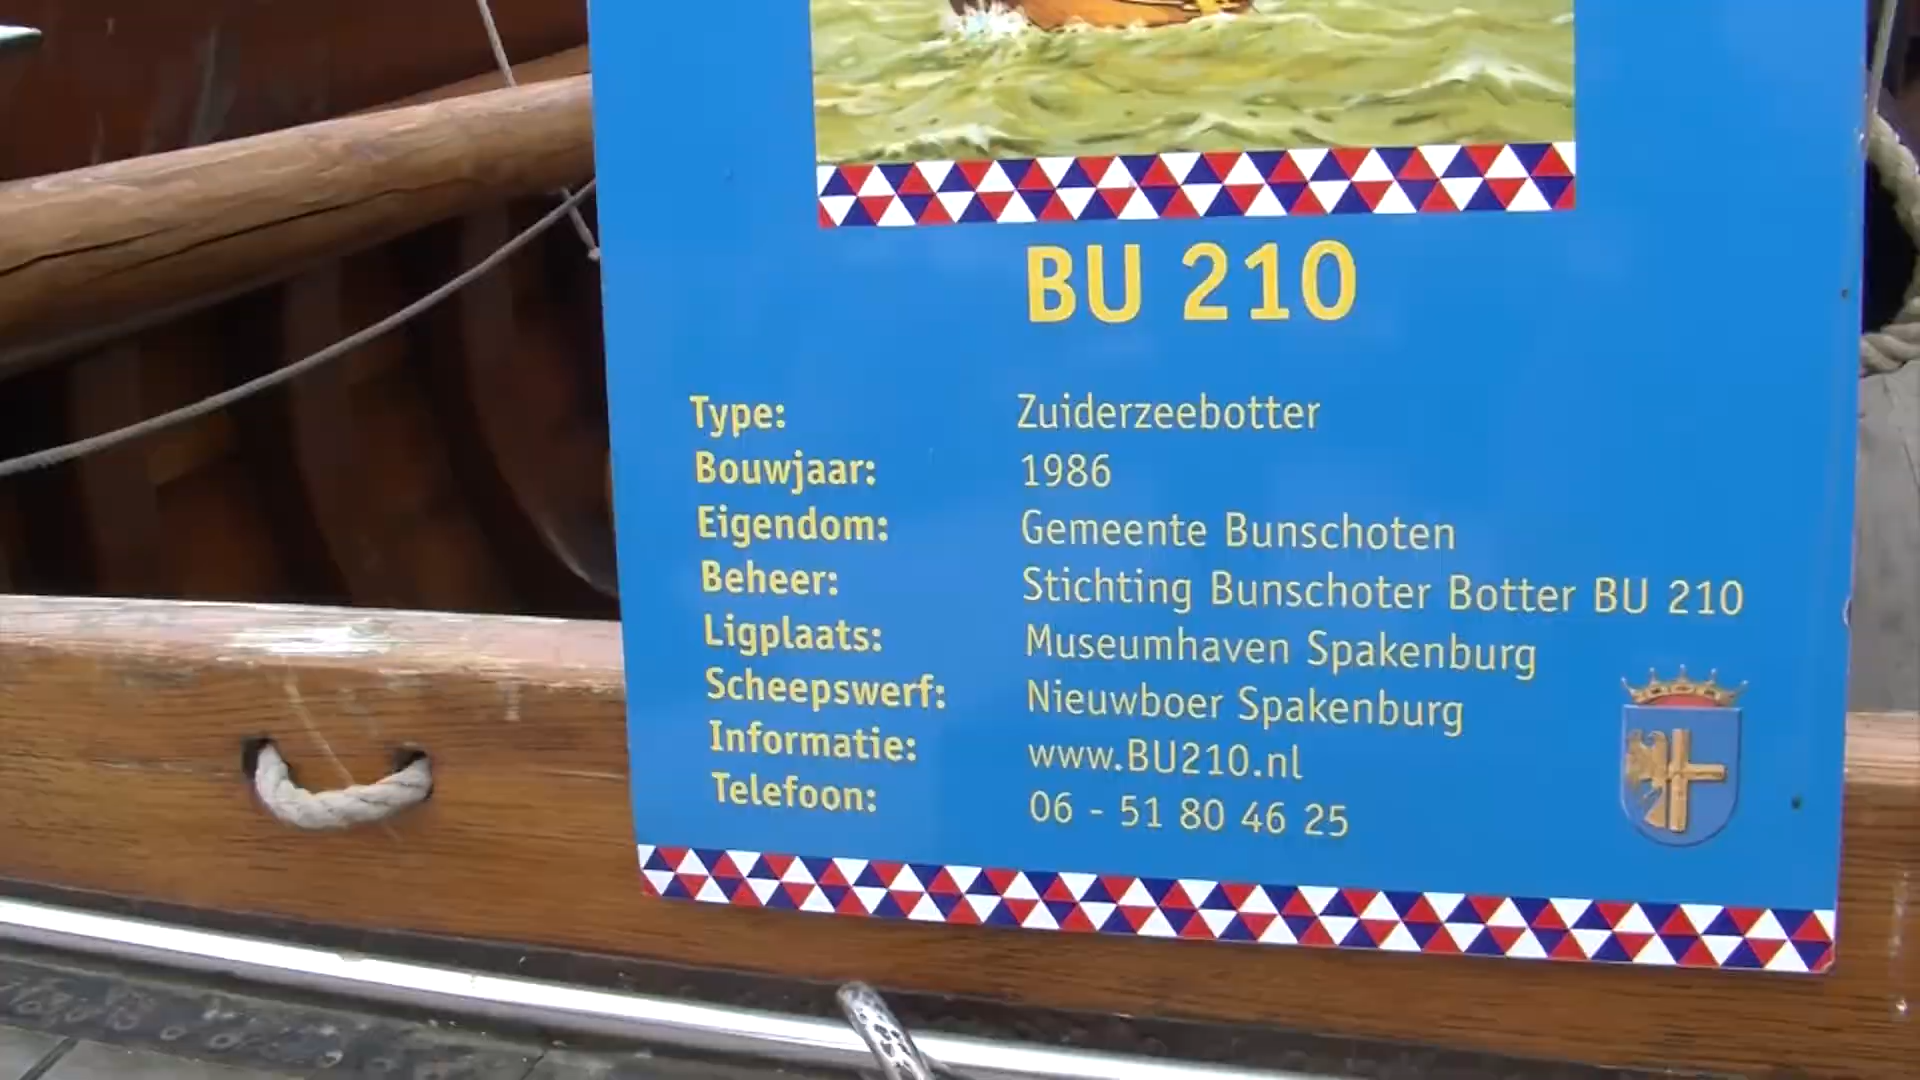 BU 210
Type: Zuiderzeebotter
Bouwjaar: 1986
Eigendom: Gemeente Bunschoten
Beheer: Stichting Bunschoter Botter BU 210
Ligplaats: Museumhaven Spakenburg
Scheepswerf: Nieuwboer Spakenburg
Informatie: www.BU210.nl
Telefoon: 06 - 51 80 46 25